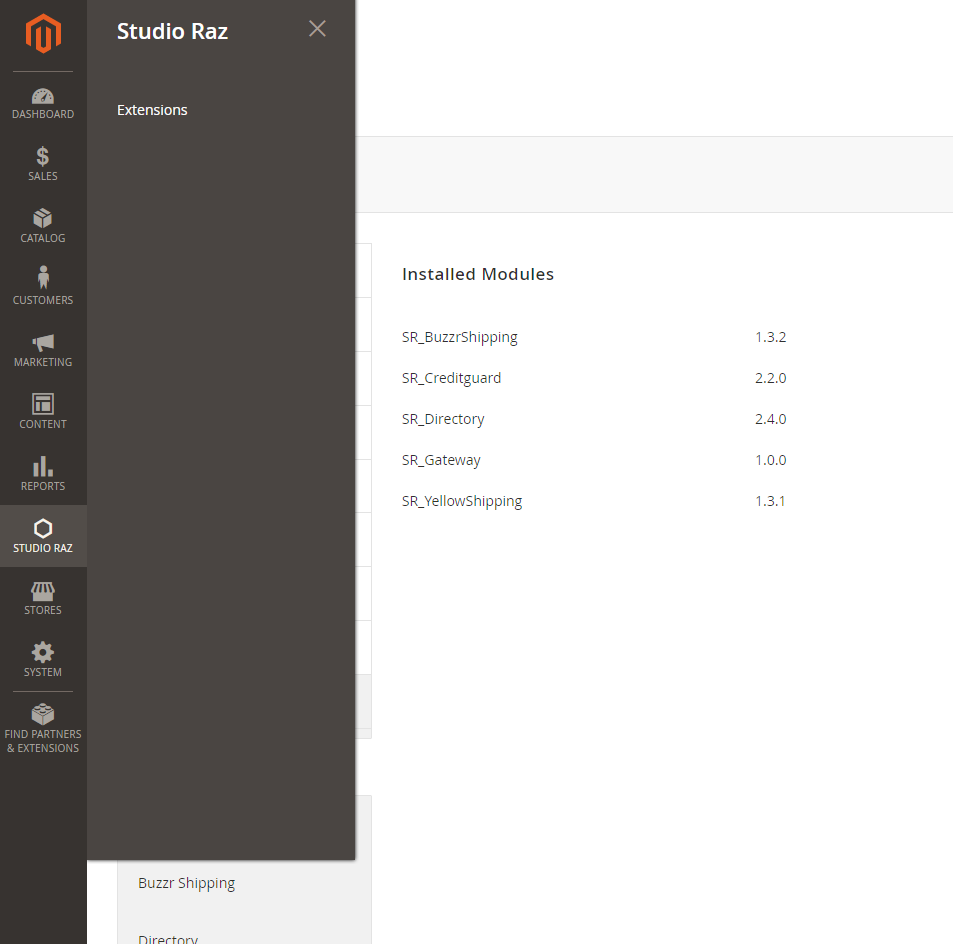 DASHBOARD
SALES
CATALOG
CUSTOMERS
MARKETING
CONTENT
REPORTS
STUDIO RAZ
STORES
SYSTEM
FIND PARTNERS
& EXTENSIONS
Studio Raz
Extensions
Installed Modules
SR_BuzzrShipping 1.3.2
SR_Creditguard 2.2.0
SR_Directory 2.4.0
SR_Gateway 1.0.0
SR_YellowShipping 1.3.1
Buzzr Shipping
Directory